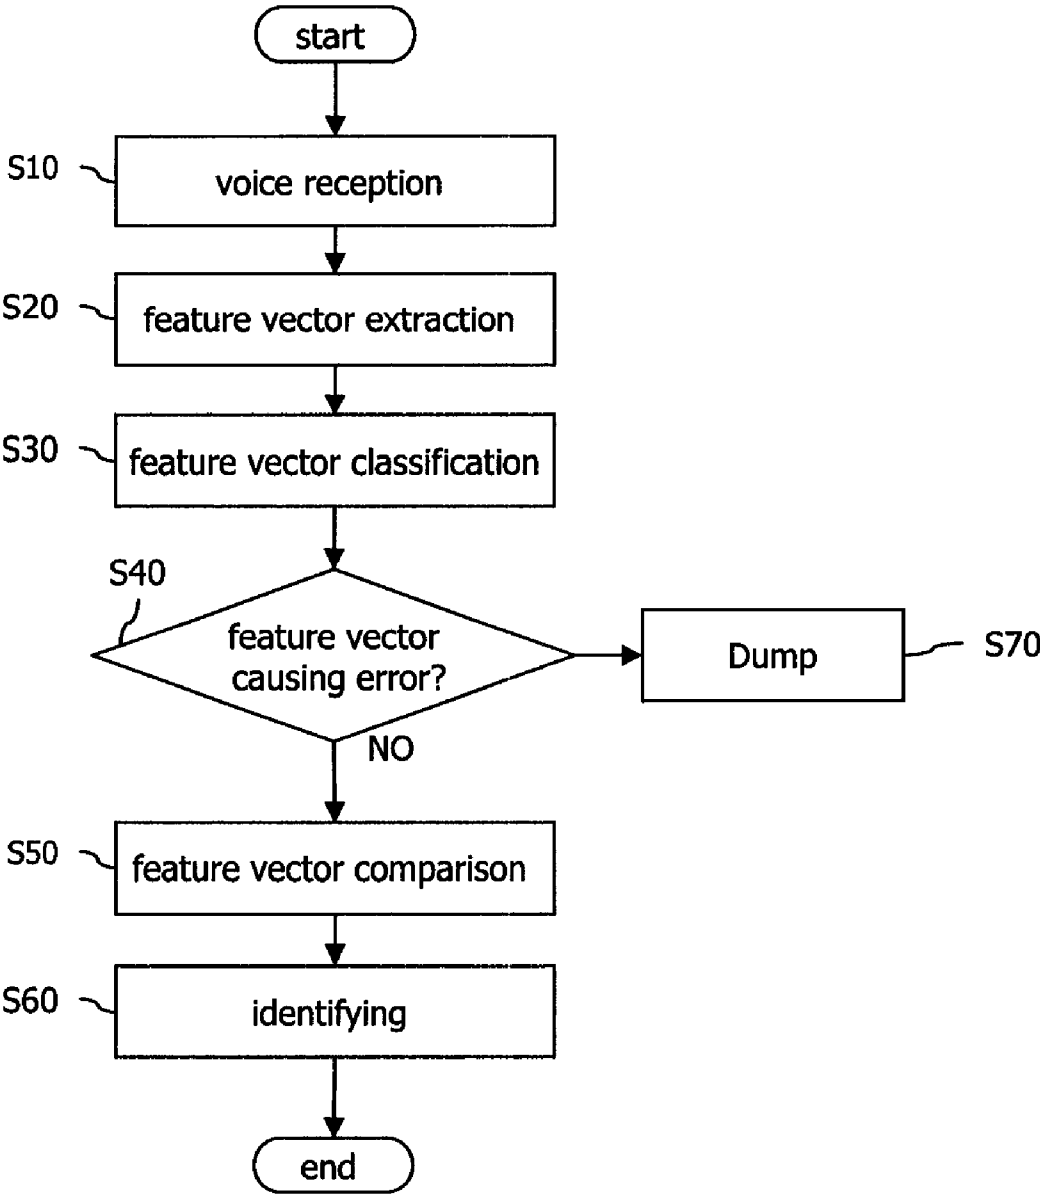 start
S10
voice reception
S20
feature vector extraction
S30
feature vector classification
S40
feature vector
causing error?
Dump
S70
NO
S50
feature vector comparison
S60
identifying
end